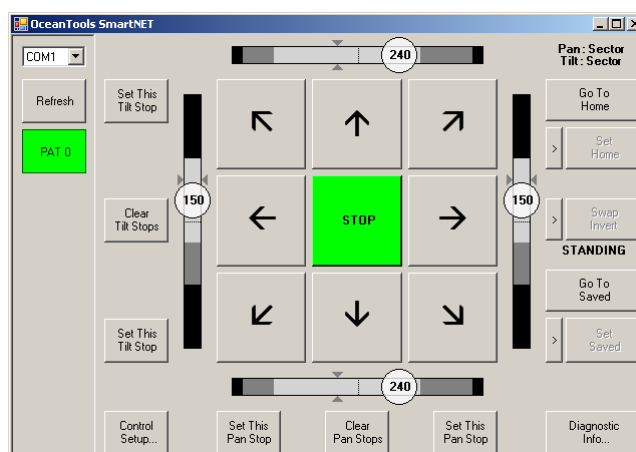 OceanTools SmartNET
COM1
Refresh
PAT 0
240
Pan : Sector
Tilt : Sector
Set This
Tilt Stop
Go To
Home
>
Set
Home
150
Clear
Tilt Stops
STOP
150
>
Swap
Invert
STANDING
Go To
Saved
Set This
Tilt Stop
>
Set
Saved
240
Control
Setup...
Set This
Pan Stop
Clear
Pan Stops
Set This
Pan Stop
Diagnostic
Info...